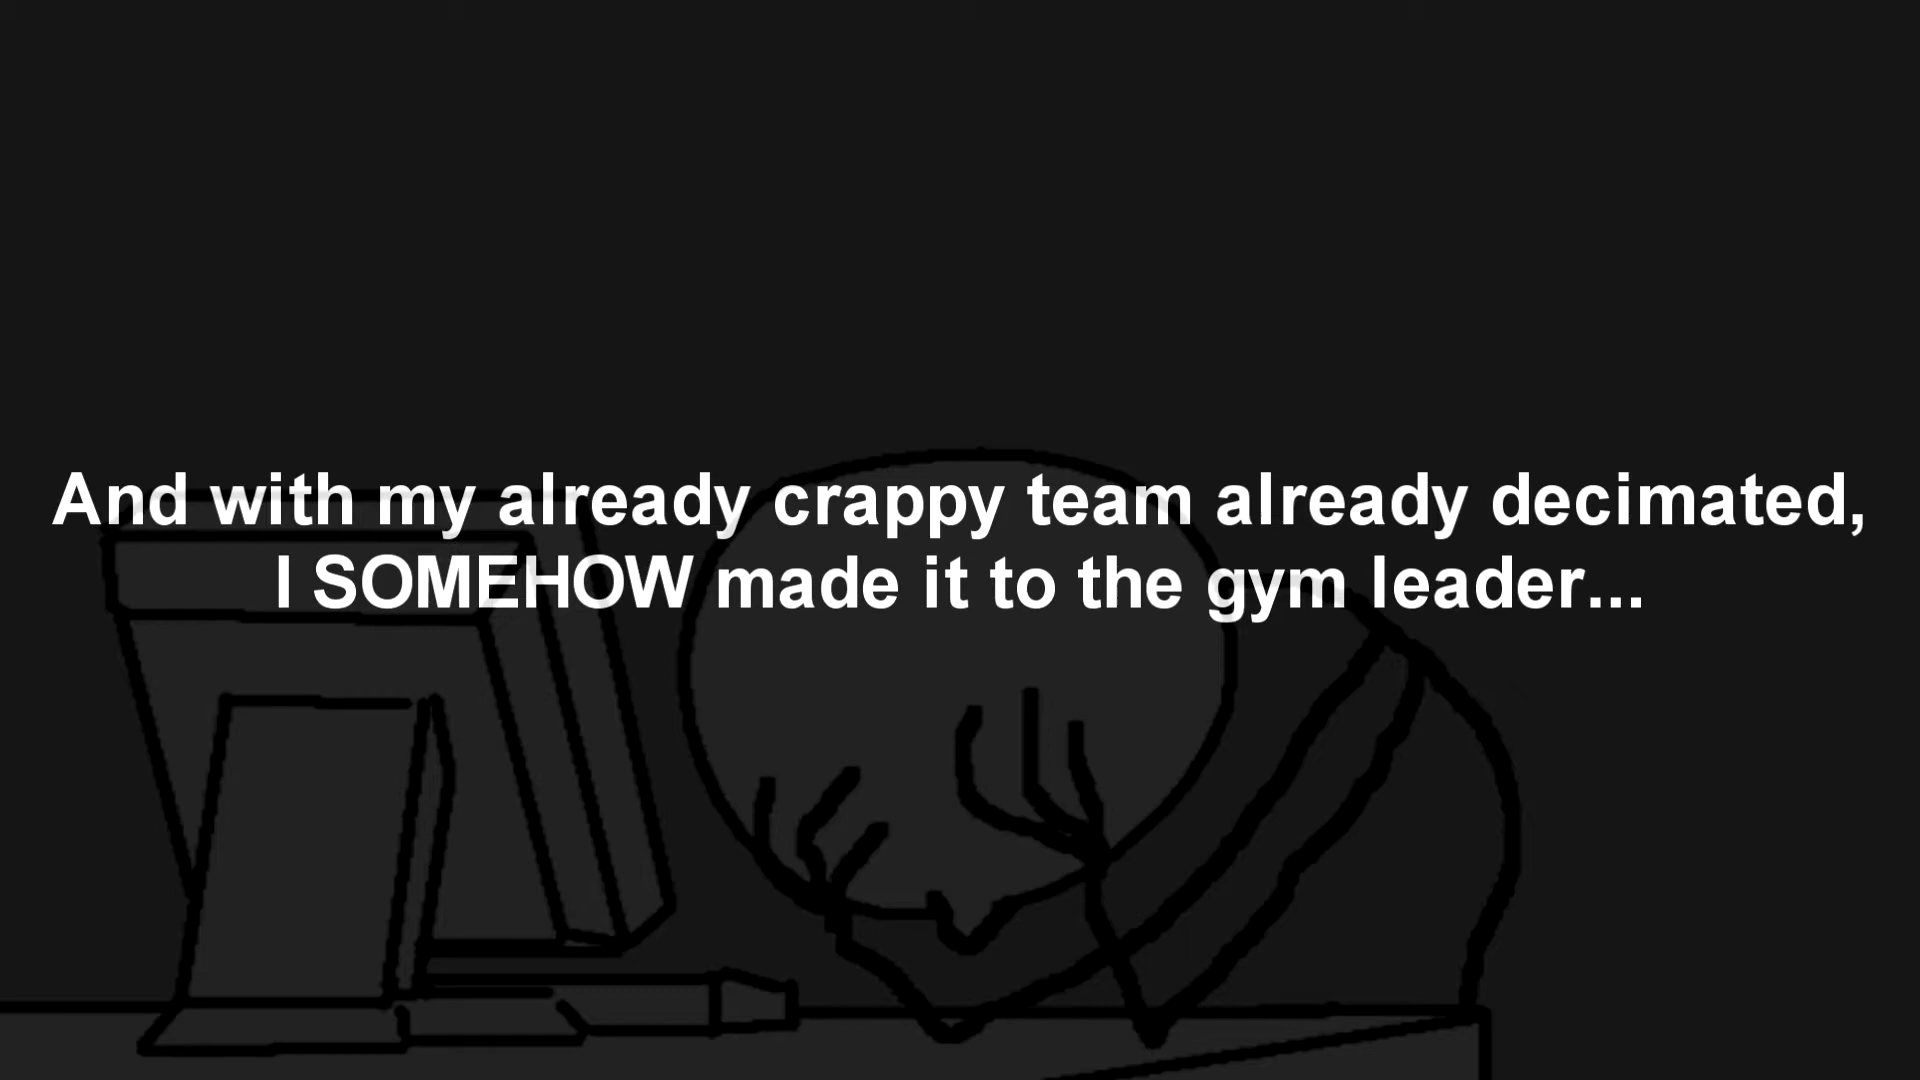 And with my already crappy team already decimated,
I SOMEHOW made it to the gym leader...